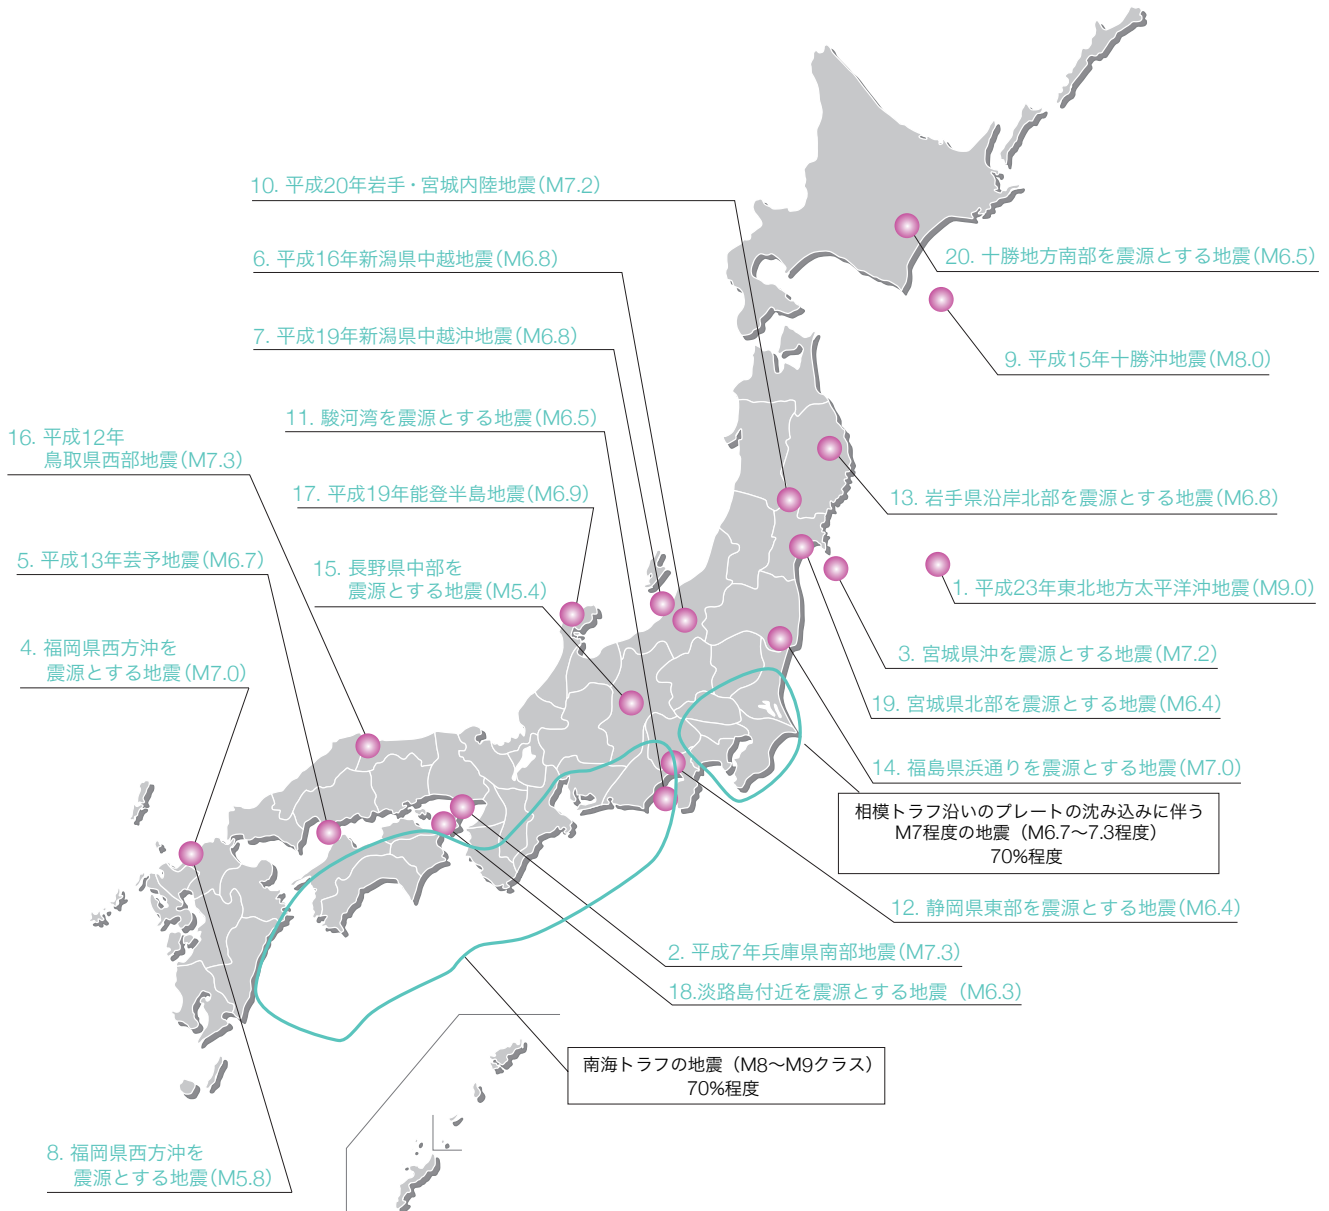 10. 平成20年岩手・宮城内陸地震(M7.2)
6. 平成16年新潟県中越地震(M6.8)
20. 十勝地方南部を震源とする地震(M6.5)
7. 平成19年新潟県中越沖地震(M6.8)
9. 平成15年十勝沖地震(M8.0)
11. 駿河湾を震源とする地震(M6.5)
16. 平成12年
鳥取県西部地震(M7.3)
17. 平成19年能登半島地震(M6.9)
13. 岩手県沿岸北部を震源とする地震(M6.8)
5. 平成13年芸予地震(M6.7)
15. 長野県中部を
震源とする地震(M5.4)
1. 平成23年東北地方太平洋沖地震(M9.0)
4. 福岡県西方沖を
震源とする地震(M7.0)
3. 宮城県沖を震源とする地震(M7.2)
19. 宮城県北部を震源とする地震(M6.4)
14. 福島県浜通りを震源とする地震(M7.0)
相模トラフ沿いのプレートの沈み込みに伴う
M7程度の地震（M6.7〜7.3程度）
70%程度
12. 静岡県東部を震源とする地震(M6.4)
2. 平成7年兵庫県南部地震(M7.3)
18.淡路島付近を震源とする地震（M6.3）
南海トラフの地震（M8〜M9クラス）
70%程度
8. 福岡県西方沖を
震源とする地震(M5.8)